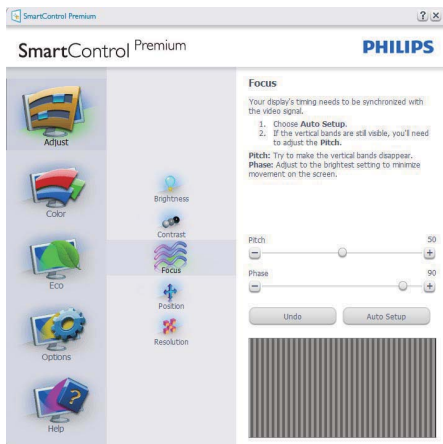 SmartControl Premium
SmartControl Premium
PHILIPS
Adjust
Color
Eco
Options
Help
Brightness
Contrast
Focus
Position
Resolution
Focus
Your display's timing needs to be synchronized with
the video signal.
1. Choose Auto Setup.
2. If the vertical bands are still visible, you'll need
to adjust the Pitch.
Pitch: Try to make the vertical bands disappear.
Phase: Adjust to the brightest setting to minimize
movement on the screen.
Pitch 50
Phase 90
Undo Auto Setup